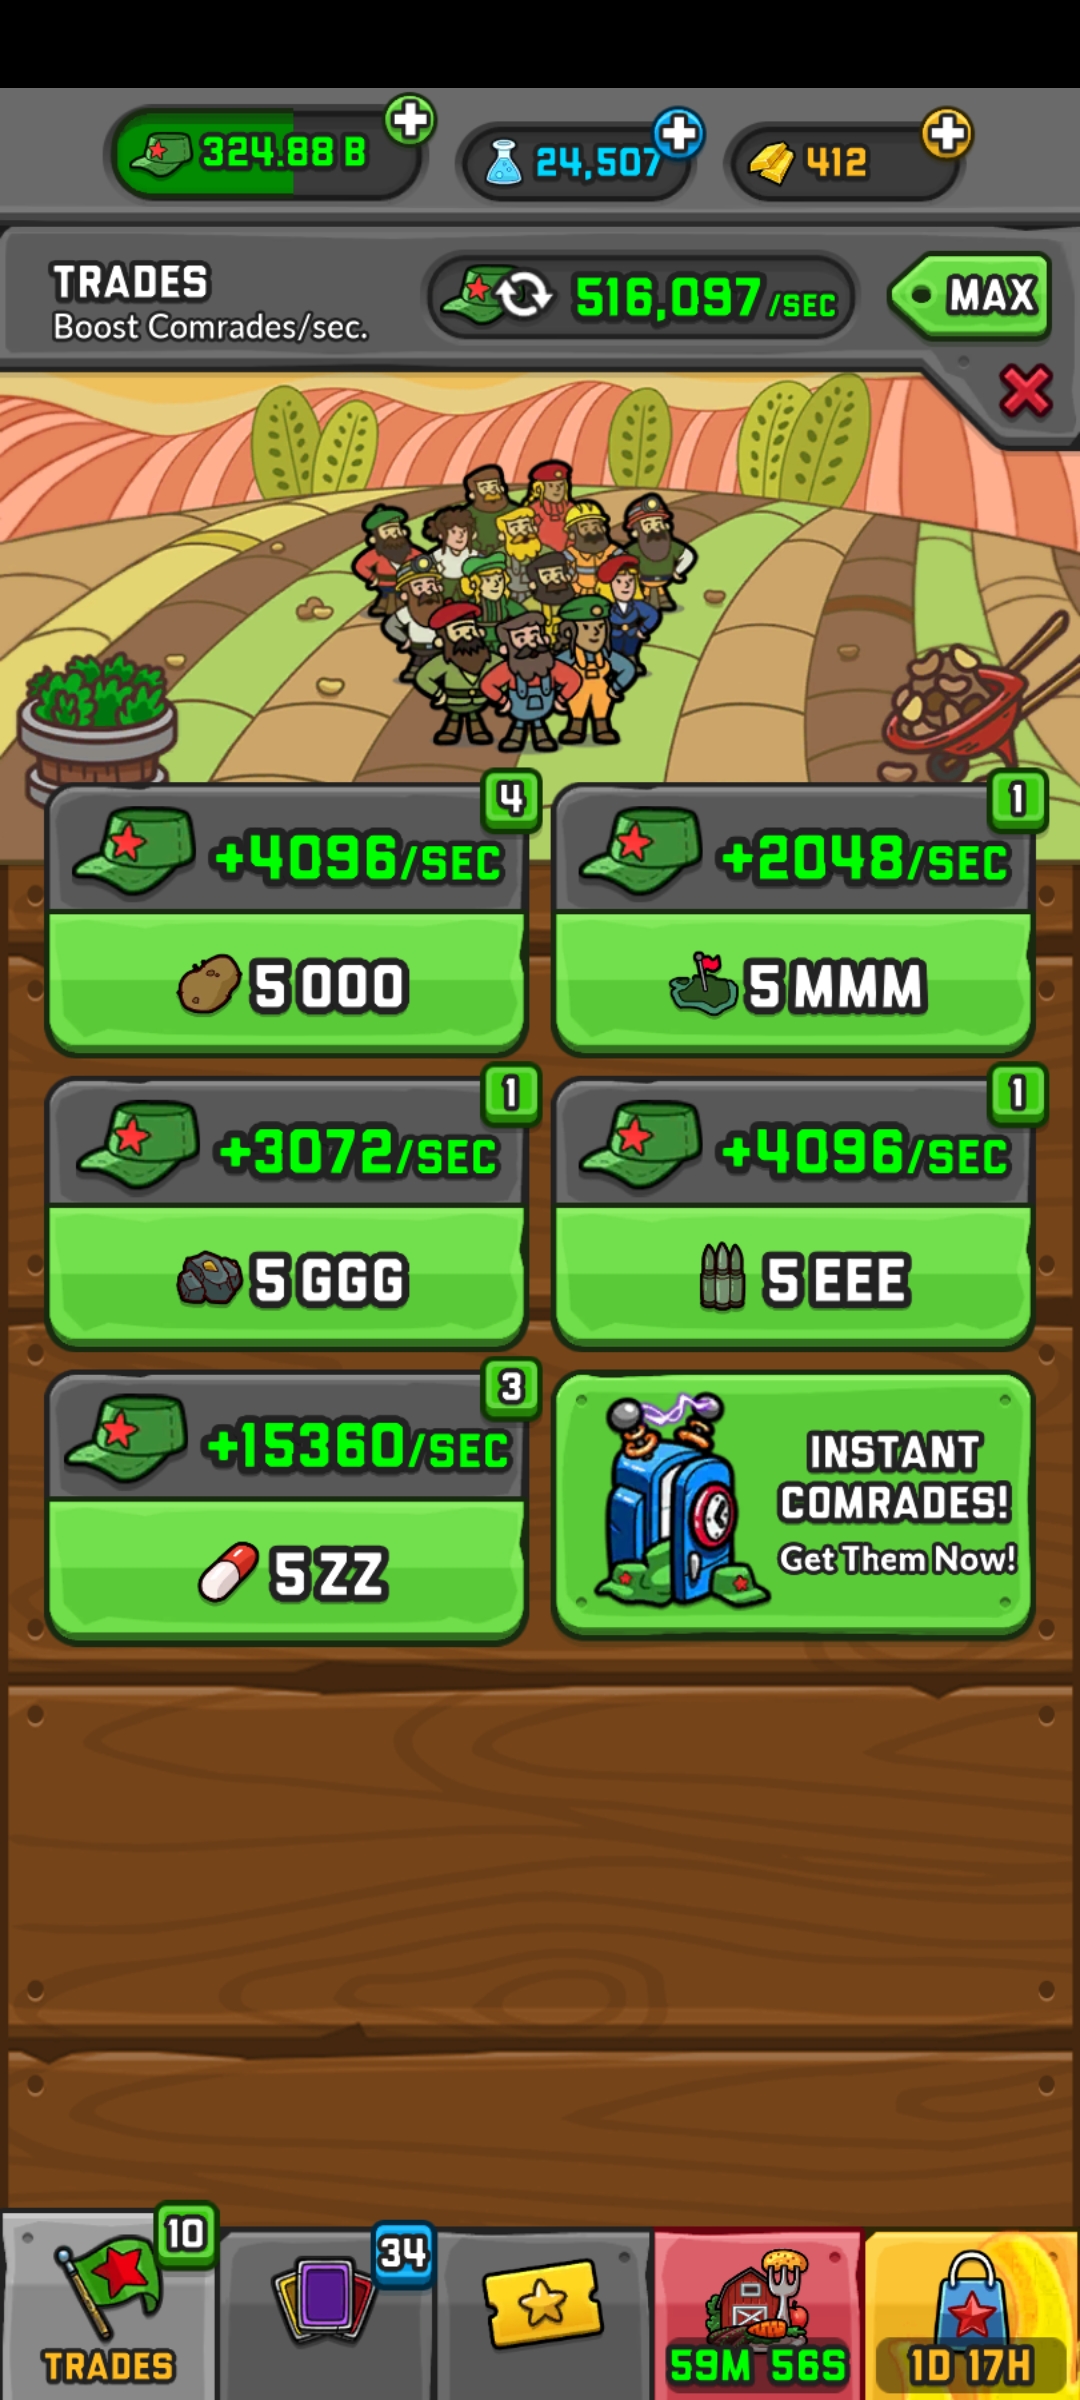 324.88 B
24,507
412
TRADES
Boost Comrades/sec.
516,097/SEC
MAX
4
+4096/SEC
5 OOO
1
+2048/SEC
5 MMM
1
+3072/SEC
5 GGG
1
+4096/SEC
5 EEE
3
+15360/SEC
5 ZZ
INSTANT
COMRADES!
Get Them Now!
10
TRADES
34
59M 56S
1D 17H